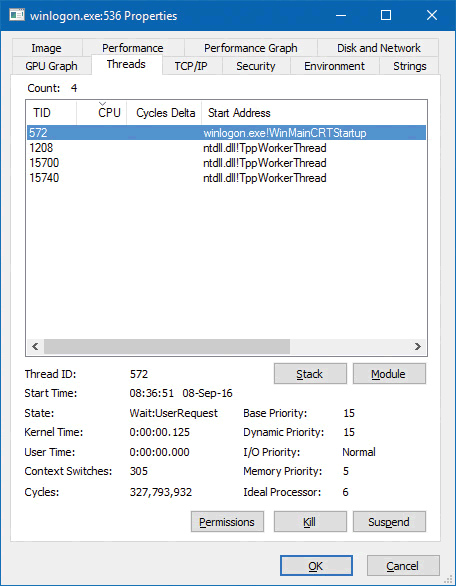 winlogon.exe:536 Properties
Image Performance Performance Graph Disk and Network
GPU Graph Threads TCP/IP Security Environment Strings
Count: 4
TID CPU Cycles Delta Start Address
572 winlogon.exe!WinMainCRTStartup
1208 ntdll.dll!TppWorkerThread
15700 ntdll.dll!TppWorkerThread
15740 ntdll.dll!TppWorkerThread
Thread ID: 572 Stack Module
Start Time: 08:36:51 08-Sep-16
State: Wait:UserRequest Base Priority: 15
Kernel Time: 0:00:00.125 Dynamic Priority: 15
User Time: 0:00:00.000 I/O Priority: Normal
Context Switches: 305 Memory Priority: 5
Cycles: 327,793,932 Ideal Processor: 6
Permissions Kill Suspend
OK Cancel